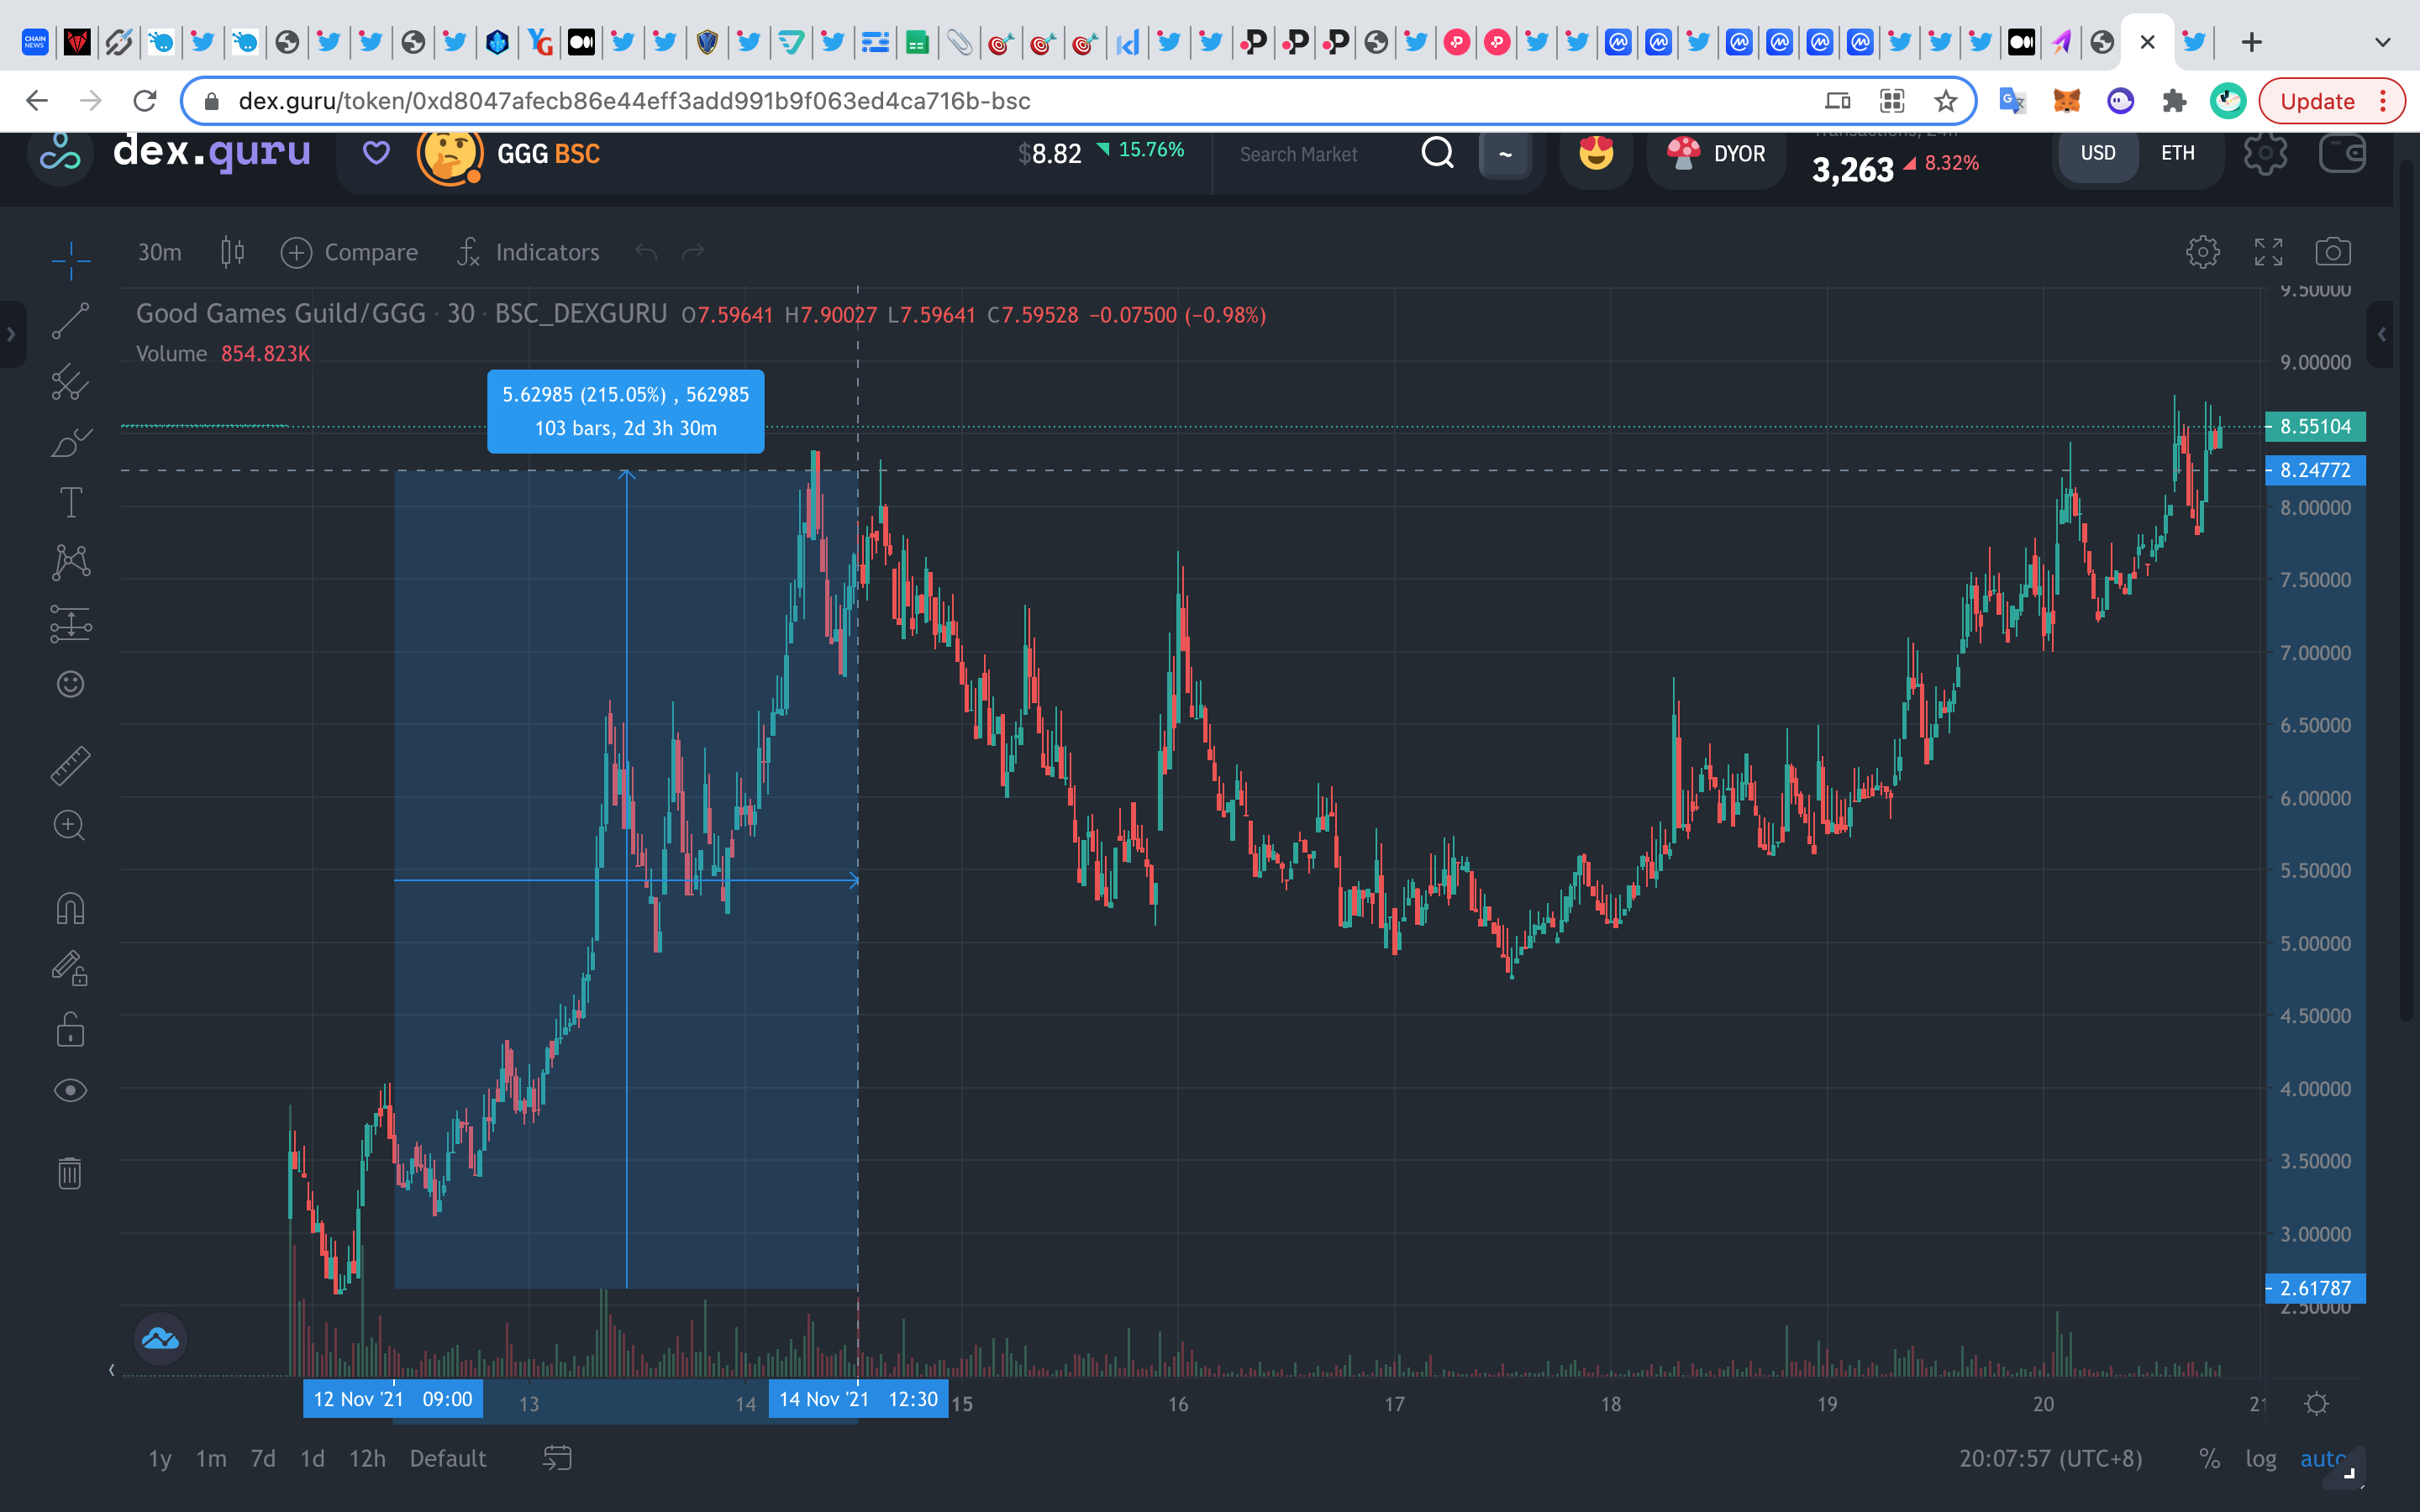 CHAIN NEWS
dex.guru/token/0xd8047afecb86e44eff3add991b9f063ed4ca716b-bsc
Update
dex.guru
GGG BSC
$8.82 15.76%
Search Market
~
DYOR
Transactions, 24h
3,263 8.32%
USD ETH
30m
Compare
Indicators
Good Games Guild/GGG · 30 · BSC_DEXGURU O7.59641 H7.90027 L7.59641 C7.59528 −0.07500 (−0.98%)
Volume 854.823K
5.62985 (215.05%) , 562985
103 bars, 2d 3h 30m
9.50000
9.00000
8.55104
8.24772
8.00000
7.50000
7.00000
6.50000
6.00000
5.50000
5.00000
4.50000
4.00000
3.50000
3.00000
2.61787
2.50000
12 Nov '21 09:00 13 14 14 Nov '21 12:30 15 16 17 18 19 20 21
1y 1m 7d 1d 12h Default
20:07:57 (UTC+8) % log auto